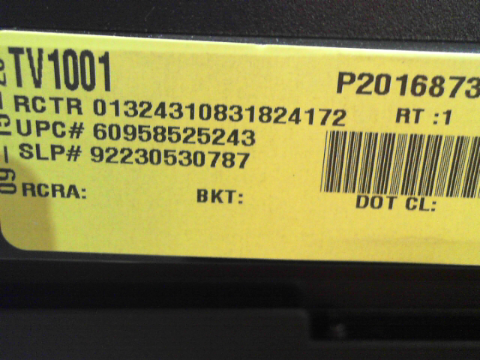 TV1001 P2016873
RCTR 01324310831824172 RT :1
UPC# 60958525243
SLP# 92230530787
RCRA: BKT: DOT CL: